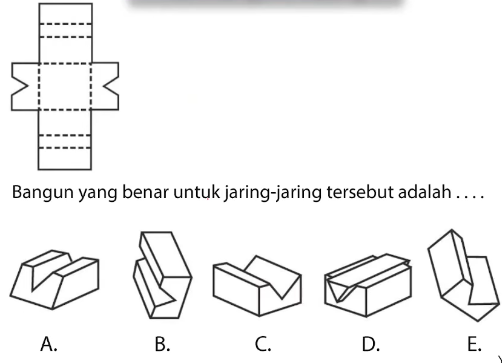 Bangun yang benar untuk jaring-jaring tersebut adalah . . . .
A. B. C. D. E.